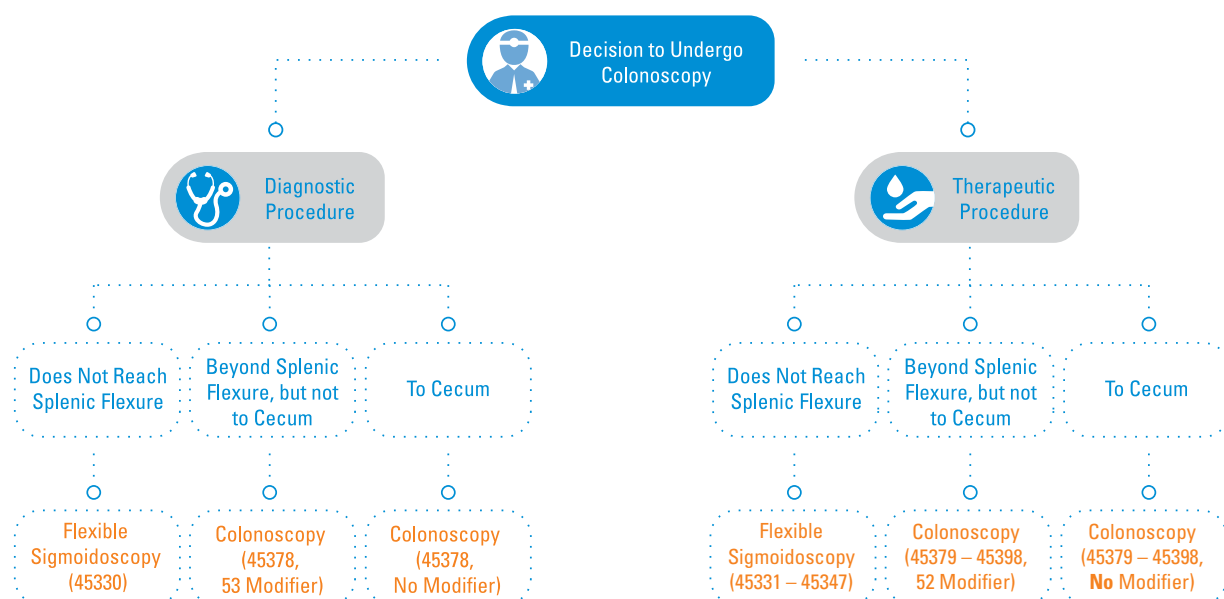 Decision to Undergo
Colonoscopy
Diagnostic
Procedure
Therapeutic
Procedure
Does Not Reach
Splenic Flexure
Beyond Splenic
Flexure, but not
to Cecum
To Cecum
Does Not Reach
Splenic Flexure
Beyond Splenic
Flexure, but not
to Cecum
To Cecum
Flexible
Sigmoidoscopy
(45330)
Colonoscopy
(45378,
53 Modifier)
Colonoscopy
(45378,
No Modifier)
Flexible
Sigmoidoscopy
(45331 – 45347)
Colonoscopy
(45379 – 45398,
52 Modifier)
Colonoscopy
(45379 – 45398,
No Modifier)